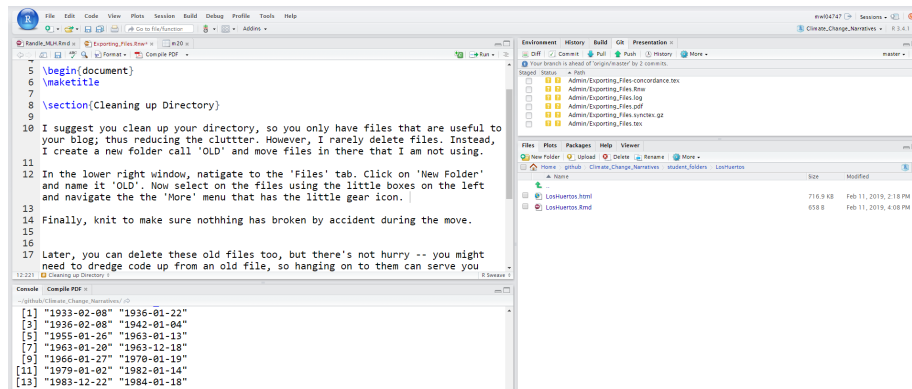 File Edit Code View Plots Session Build Debug Profile Tools Help
mwl04747 Sessions
Go to file/function Addins
Climate_Change_Narratives R 3.4.1
Randle_MLH.Rmd Exporting_Files.Rnw* m20
Format Compile PDF Run
5 \begin{document}
6 \maketitle
7
8 \section{Cleaning up Directory}
9
10 I suggest you clean up your directory, so you only have files that are useful to
your blog; thus reducing the cluttter. However, I rarely delete files. Instead,
I create a new folder call 'OLD' and move files in there that I am not using.
11
12 In the lower right window, natigate to the 'Files' tab. Click on 'New Folder'
and name it 'OLD'. Now select on the files using the little boxes on the left
and navigate the the 'More' menu that has the little gear icon.
13
14 Finally, knit to make sure nothhing has broken by accident during the move.
15
16
17 Later, you can delete these old files too, but there's not hurry -- you might
need to dredge code up from an old file, so hanging on to them can serve you
12:221 Cleaning up Directory R Sweave
Console Compile PDF
~/github/Climate_Change_Narratives/
[1] "1933-02-08" "1936-01-22"
[3] "1936-02-08" "1942-01-04"
[5] "1955-01-26" "1963-01-13"
[7] "1963-01-20" "1963-12-18"
[9] "1966-01-27" "1970-01-19"
[11] "1979-01-02" "1982-01-14"
[13] "1983-12-22" "1984-01-18"
Environment History Build Git Presentation
Diff Commit Pull Push History More master
Your branch is ahead of 'origin/master' by 2 commits.
Staged Status Path
? ? Admin/Exporting_Files-concordance.tex
? ? Admin/Exporting_Files.Rnw
? ? Admin/Exporting_Files.log
? ? Admin/Exporting_Files.pdf
? ? Admin/Exporting_Files.synctex.gz
? ? Admin/Exporting_Files.tex
Files Plots Packages Help Viewer
New Folder Upload Delete Rename More
Home github Climate_Change_Narratives student_folders LosHuertos
Name Size Modified
..
LosHuertos.html 716.9 KB Feb 11, 2019, 2:18 PM
LosHuertos.Rmd 658 B Feb 11, 2019, 4:08 PM